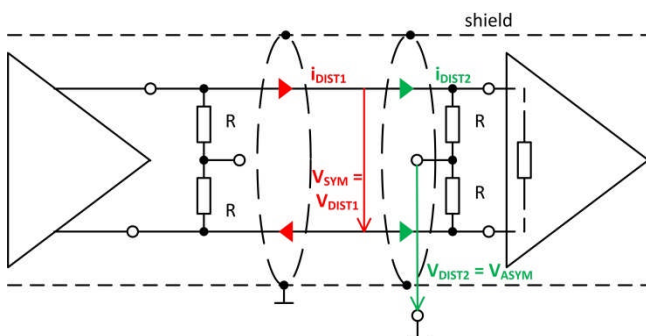 shield
iDIST1
iDIST2
R
R
VSYM =
VDIST1
R
R
VDIST2 = VASYM